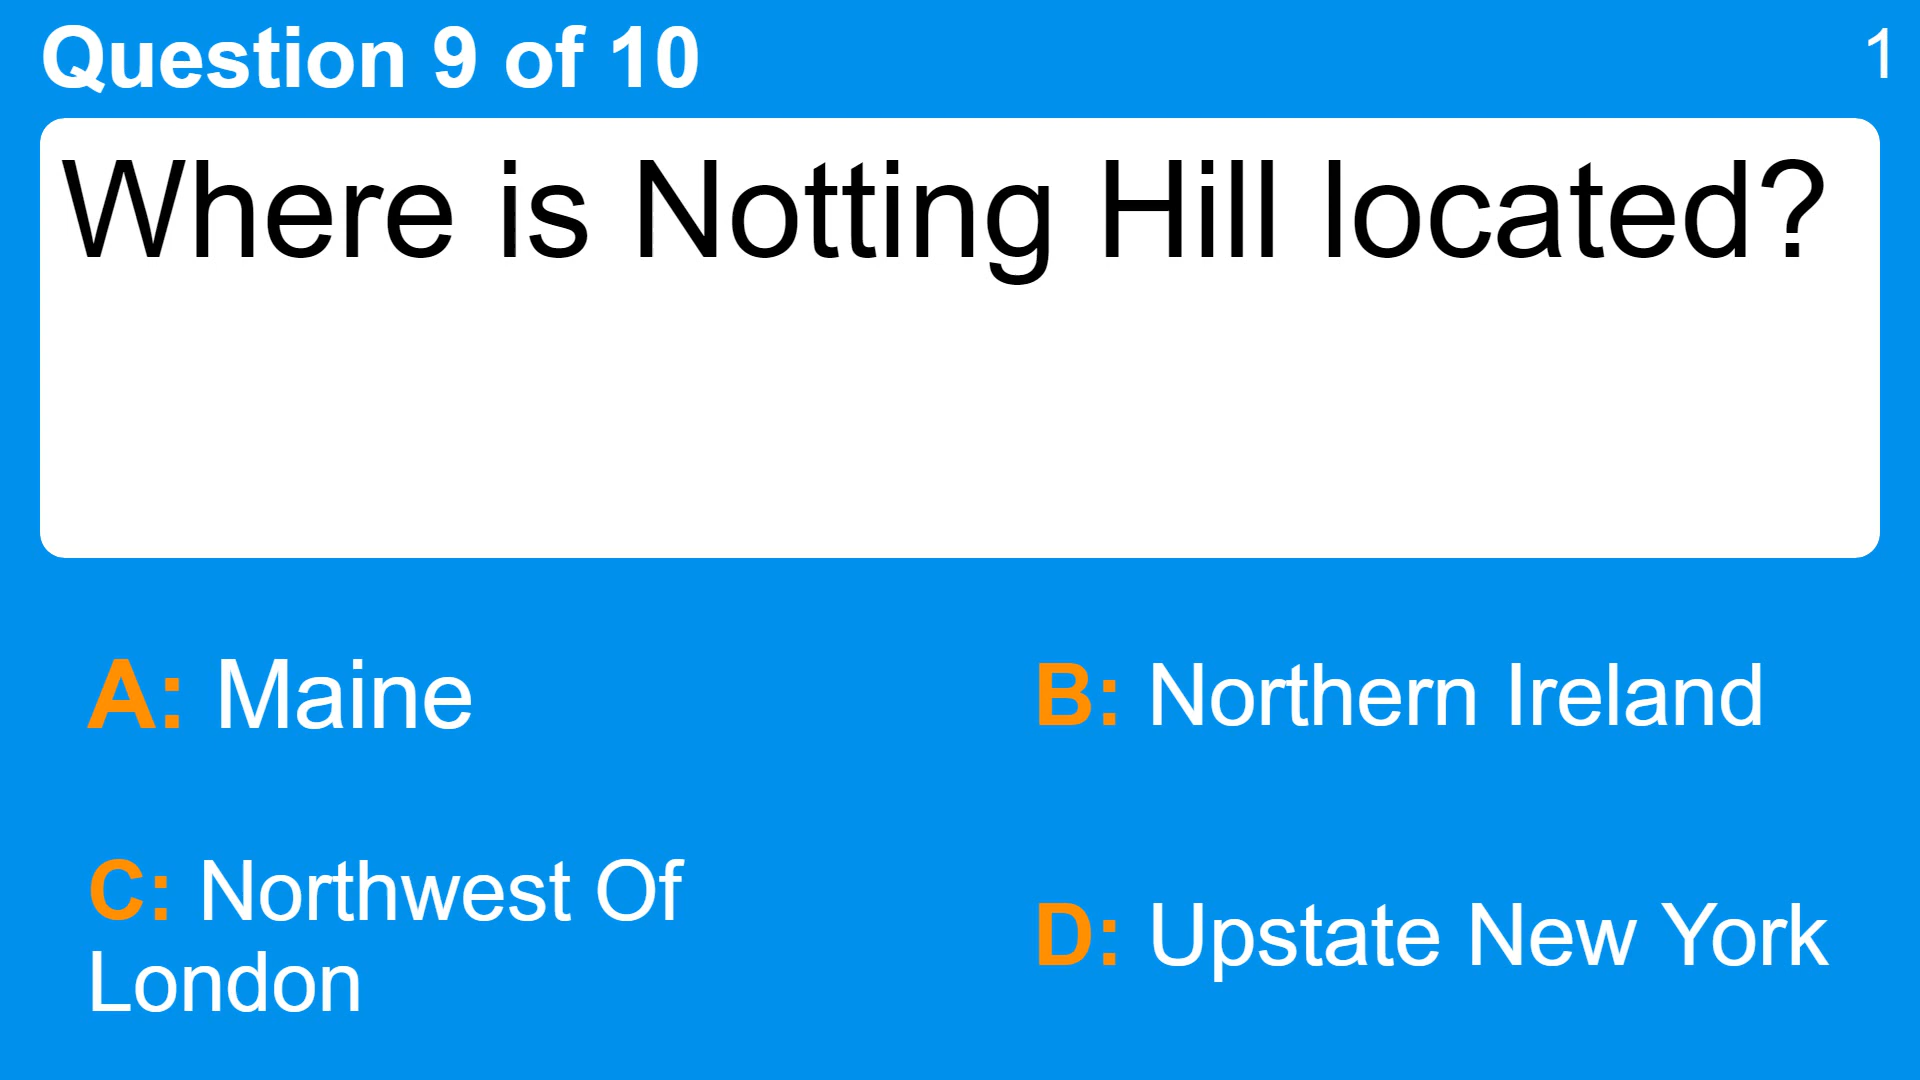 Question 9 of 10
1
Where is Notting Hill located?
A: Maine
B: Northern Ireland
C: Northwest Of
London
D: Upstate New York